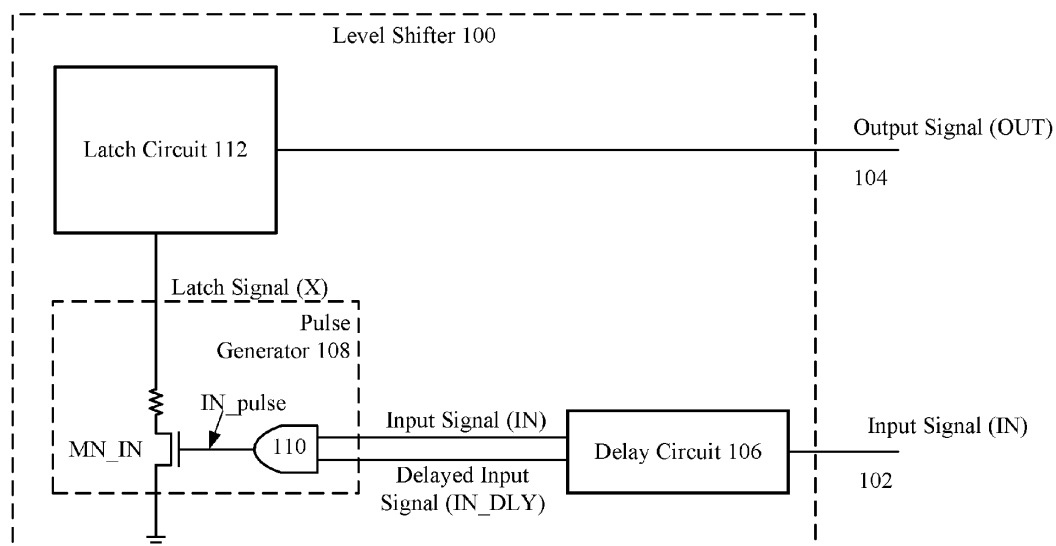 Level Shifter 100
Latch Circuit 112
Output Signal (OUT)
104
Latch Signal (X)
Pulse
Generator 108
IN_pulse
MN_IN
110
Input Signal (IN)
Delayed Input
Signal (IN_DLY)
Delay Circuit 106
Input Signal (IN)
102